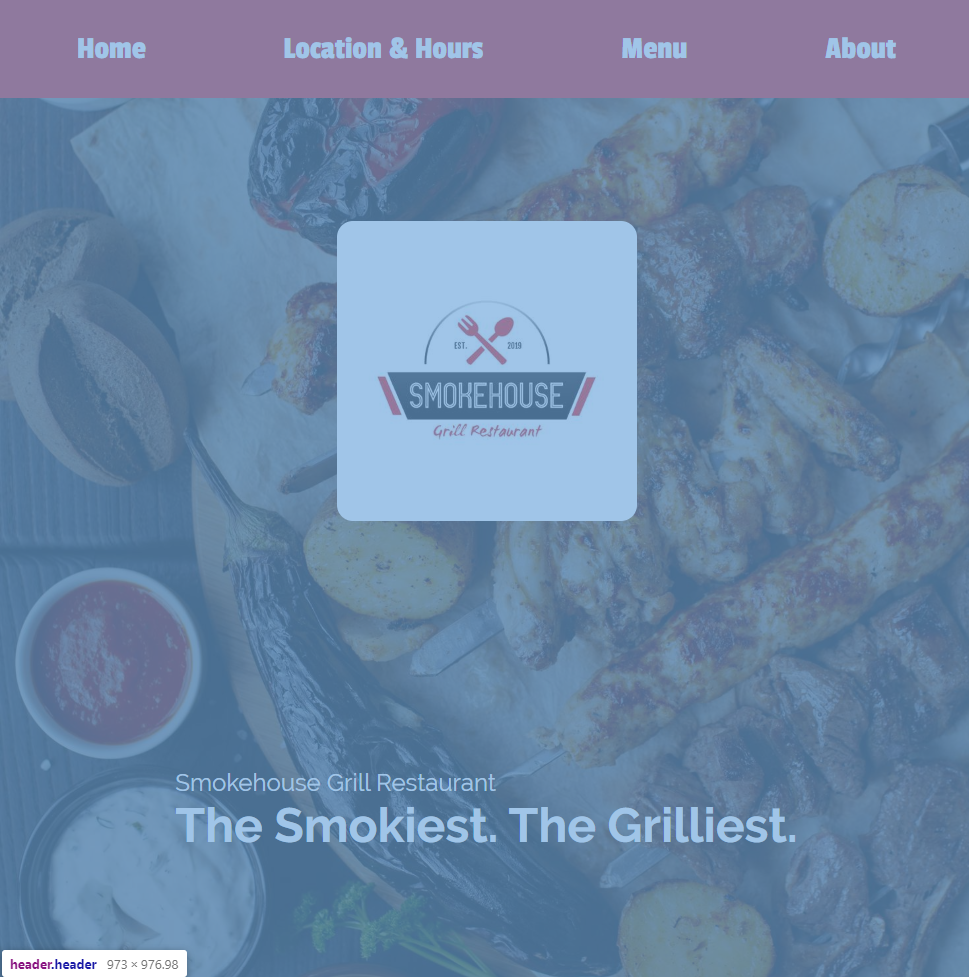 Home Location & Hours Menu About
EST. 2019
SMOKEHOUSE
Grill Restaurant
Smokehouse Grill Restaurant
The Smokiest. The Grilliest.
header.header 973 × 976.98